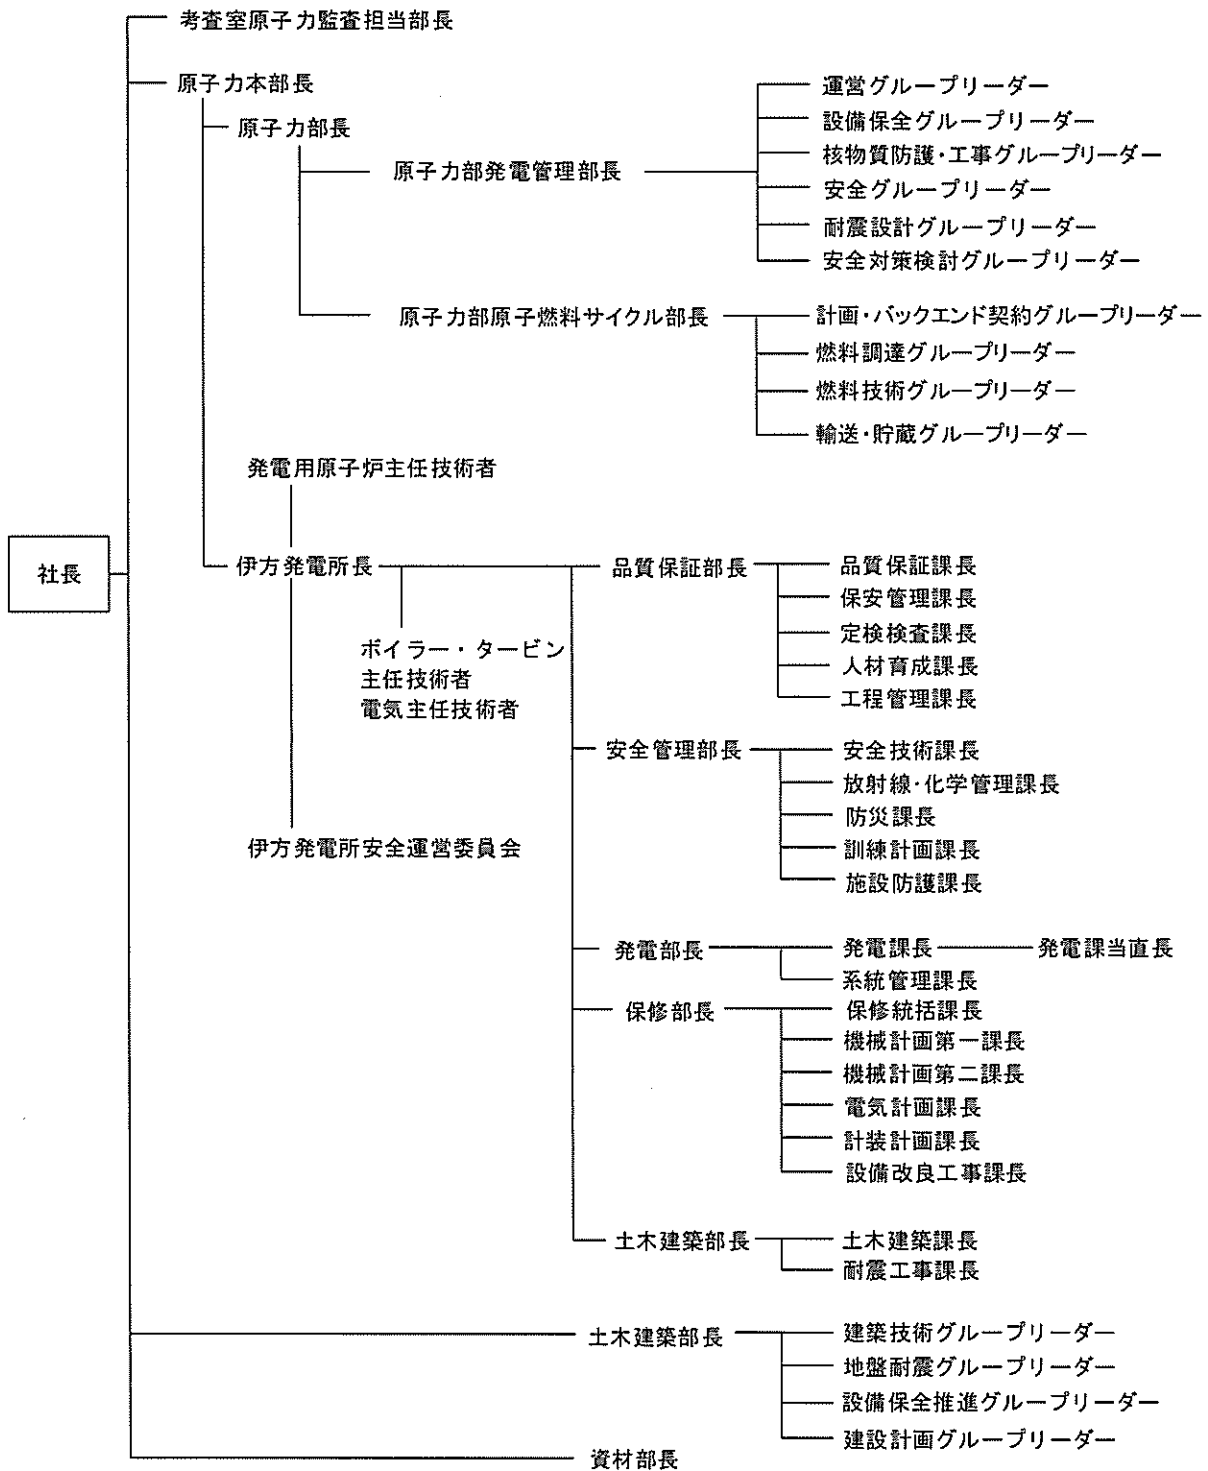 考査室原子力監査担当部長
原子力本部長
原子力部長
原子力部発電管理部長
運営グループリーダー
設備保全グループリーダー
核物質防護・工事グループリーダー
安全グループリーダー
耐震設計グループリーダー
安全対策検討グループリーダー
原子力部原子燃料サイクル部長
計画・バックエンド契約グループリーダー
燃料調達グループリーダー
燃料技術グループリーダー
輸送・貯蔵グループリーダー
発電用原子炉主任技術者
社長
伊方発電所長
ボイラー・タービン
主任技術者
電気主任技術者
伊方発電所安全運営委員会
品質保証部長
品質保証課長
保安管理課長
定検検査課長
人材育成課長
工程管理課長
安全管理部長
安全技術課長
放射線・化学管理課長
防災課長
訓練計画課長
施設防護課長
発電部長
発電課長
発電課当直長
系統管理課長
保修部長
保修統括課長
機械計画第一課長
機械計画第二課長
電気計画課長
計装計画課長
設備改良工事課長
土木建築部長
土木建築課長
耐震工事課長
土木建築部長
建築技術グループリーダー
地盤耐震グループリーダー
設備保全推進グループリーダー
建設計画グループリーダー
資材部長